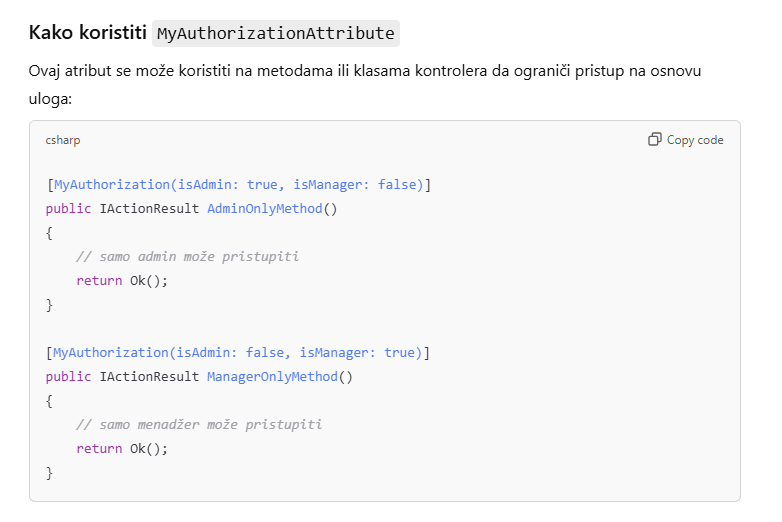 Kako koristiti MyAuthorizationAttribute
Ovaj atribut se može koristiti na metodama ili klasama kontrolera da ograniči pristup na osnovu
uloga:
csharp
Copy code
[MyAuthorization(isAdmin: true, isManager: false)]
public IActionResult AdminOnlyMethod()
{
    // samo admin može pristupiti
    return Ok();
}
[MyAuthorization(isAdmin: false, isManager: true)]
public IActionResult ManagerOnlyMethod()
{
    // samo menadžer može pristupiti
    return Ok();
}